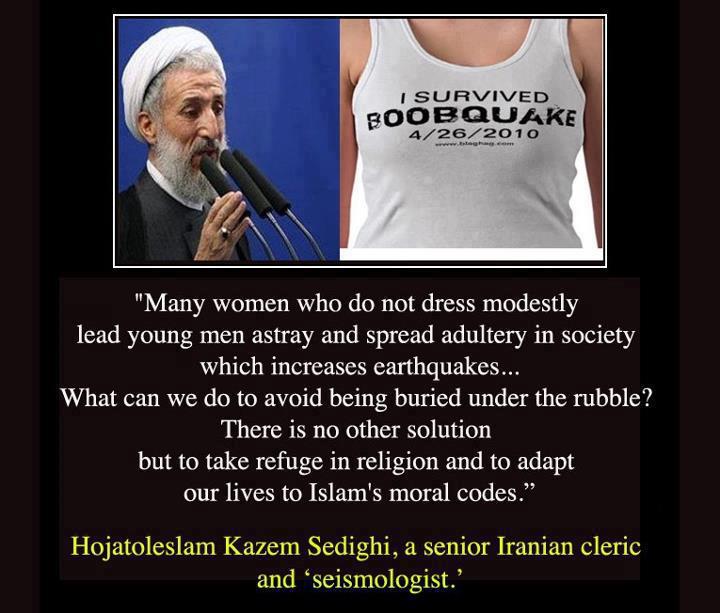 I SURVIVED
BOOBQUAKE
4/26/2010
www.blaghag.com
"Many women who do not dress modestly
lead young men astray and spread adultery in society
which increases earthquakes...
What can we do to avoid being buried under the rubble?
There is no other solution
but to take refuge in religion and to adapt
our lives to Islam's moral codes.”
Hojatoleslam Kazem Sedighi, a senior Iranian cleric
and ‘seismologist.’